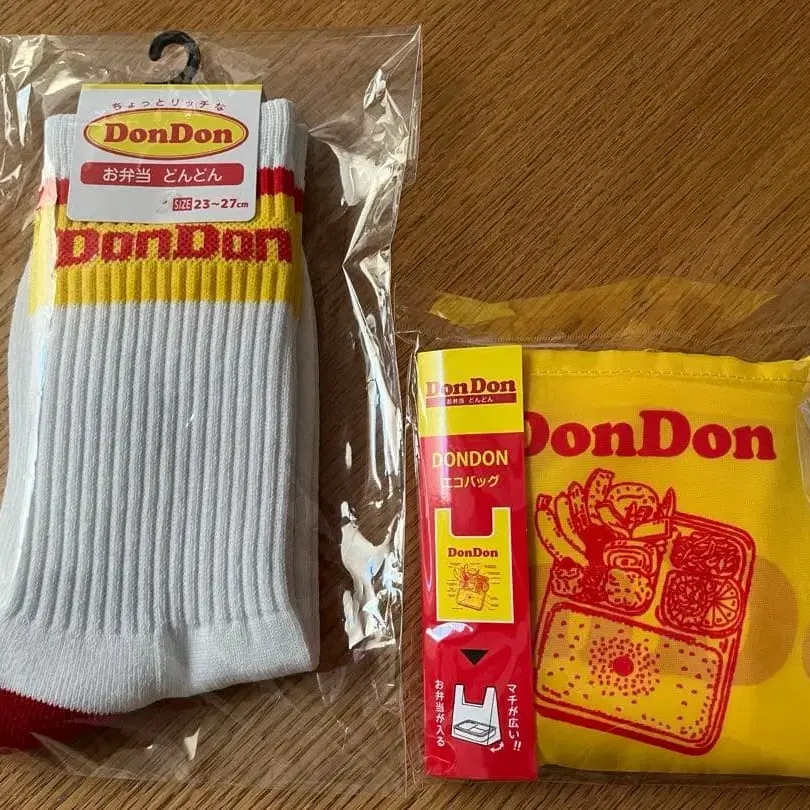 ちょっとリッチな
DonDon
お弁当 どんどん
SIZE 23～27cm
DonDon
DonDon
お弁当 どんどん
DONDON
エコバッグ
DonDon
マチが広い!!
お弁当が入る
DonDon